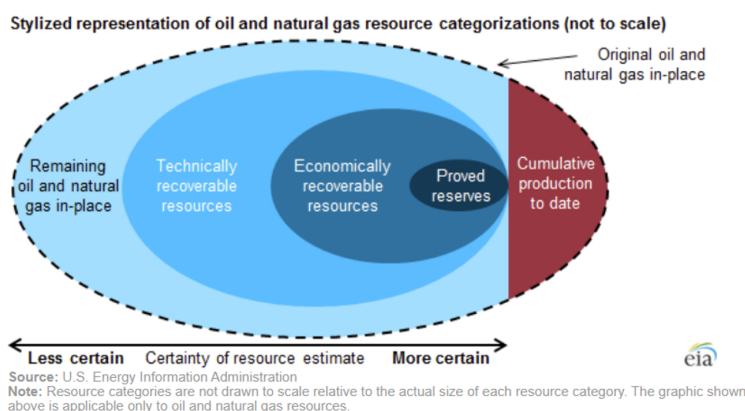 Stylized representation of oil and natural gas resource categorizations (not to scale)
Original oil and
natural gas in-place
Remaining
oil and natural
gas in-place
Technically
recoverable
resources
Economically
recoverable
resources
Proved
reserves
Cumulative
production
to date
Less certain Certainty of resource estimate More certain
eia
Source: U.S. Energy Information Administration
Note: Resource categories are not drawn to scale relative to the actual size of each resource category. The graphic shown
above is applicable only to oil and natural gas resources.